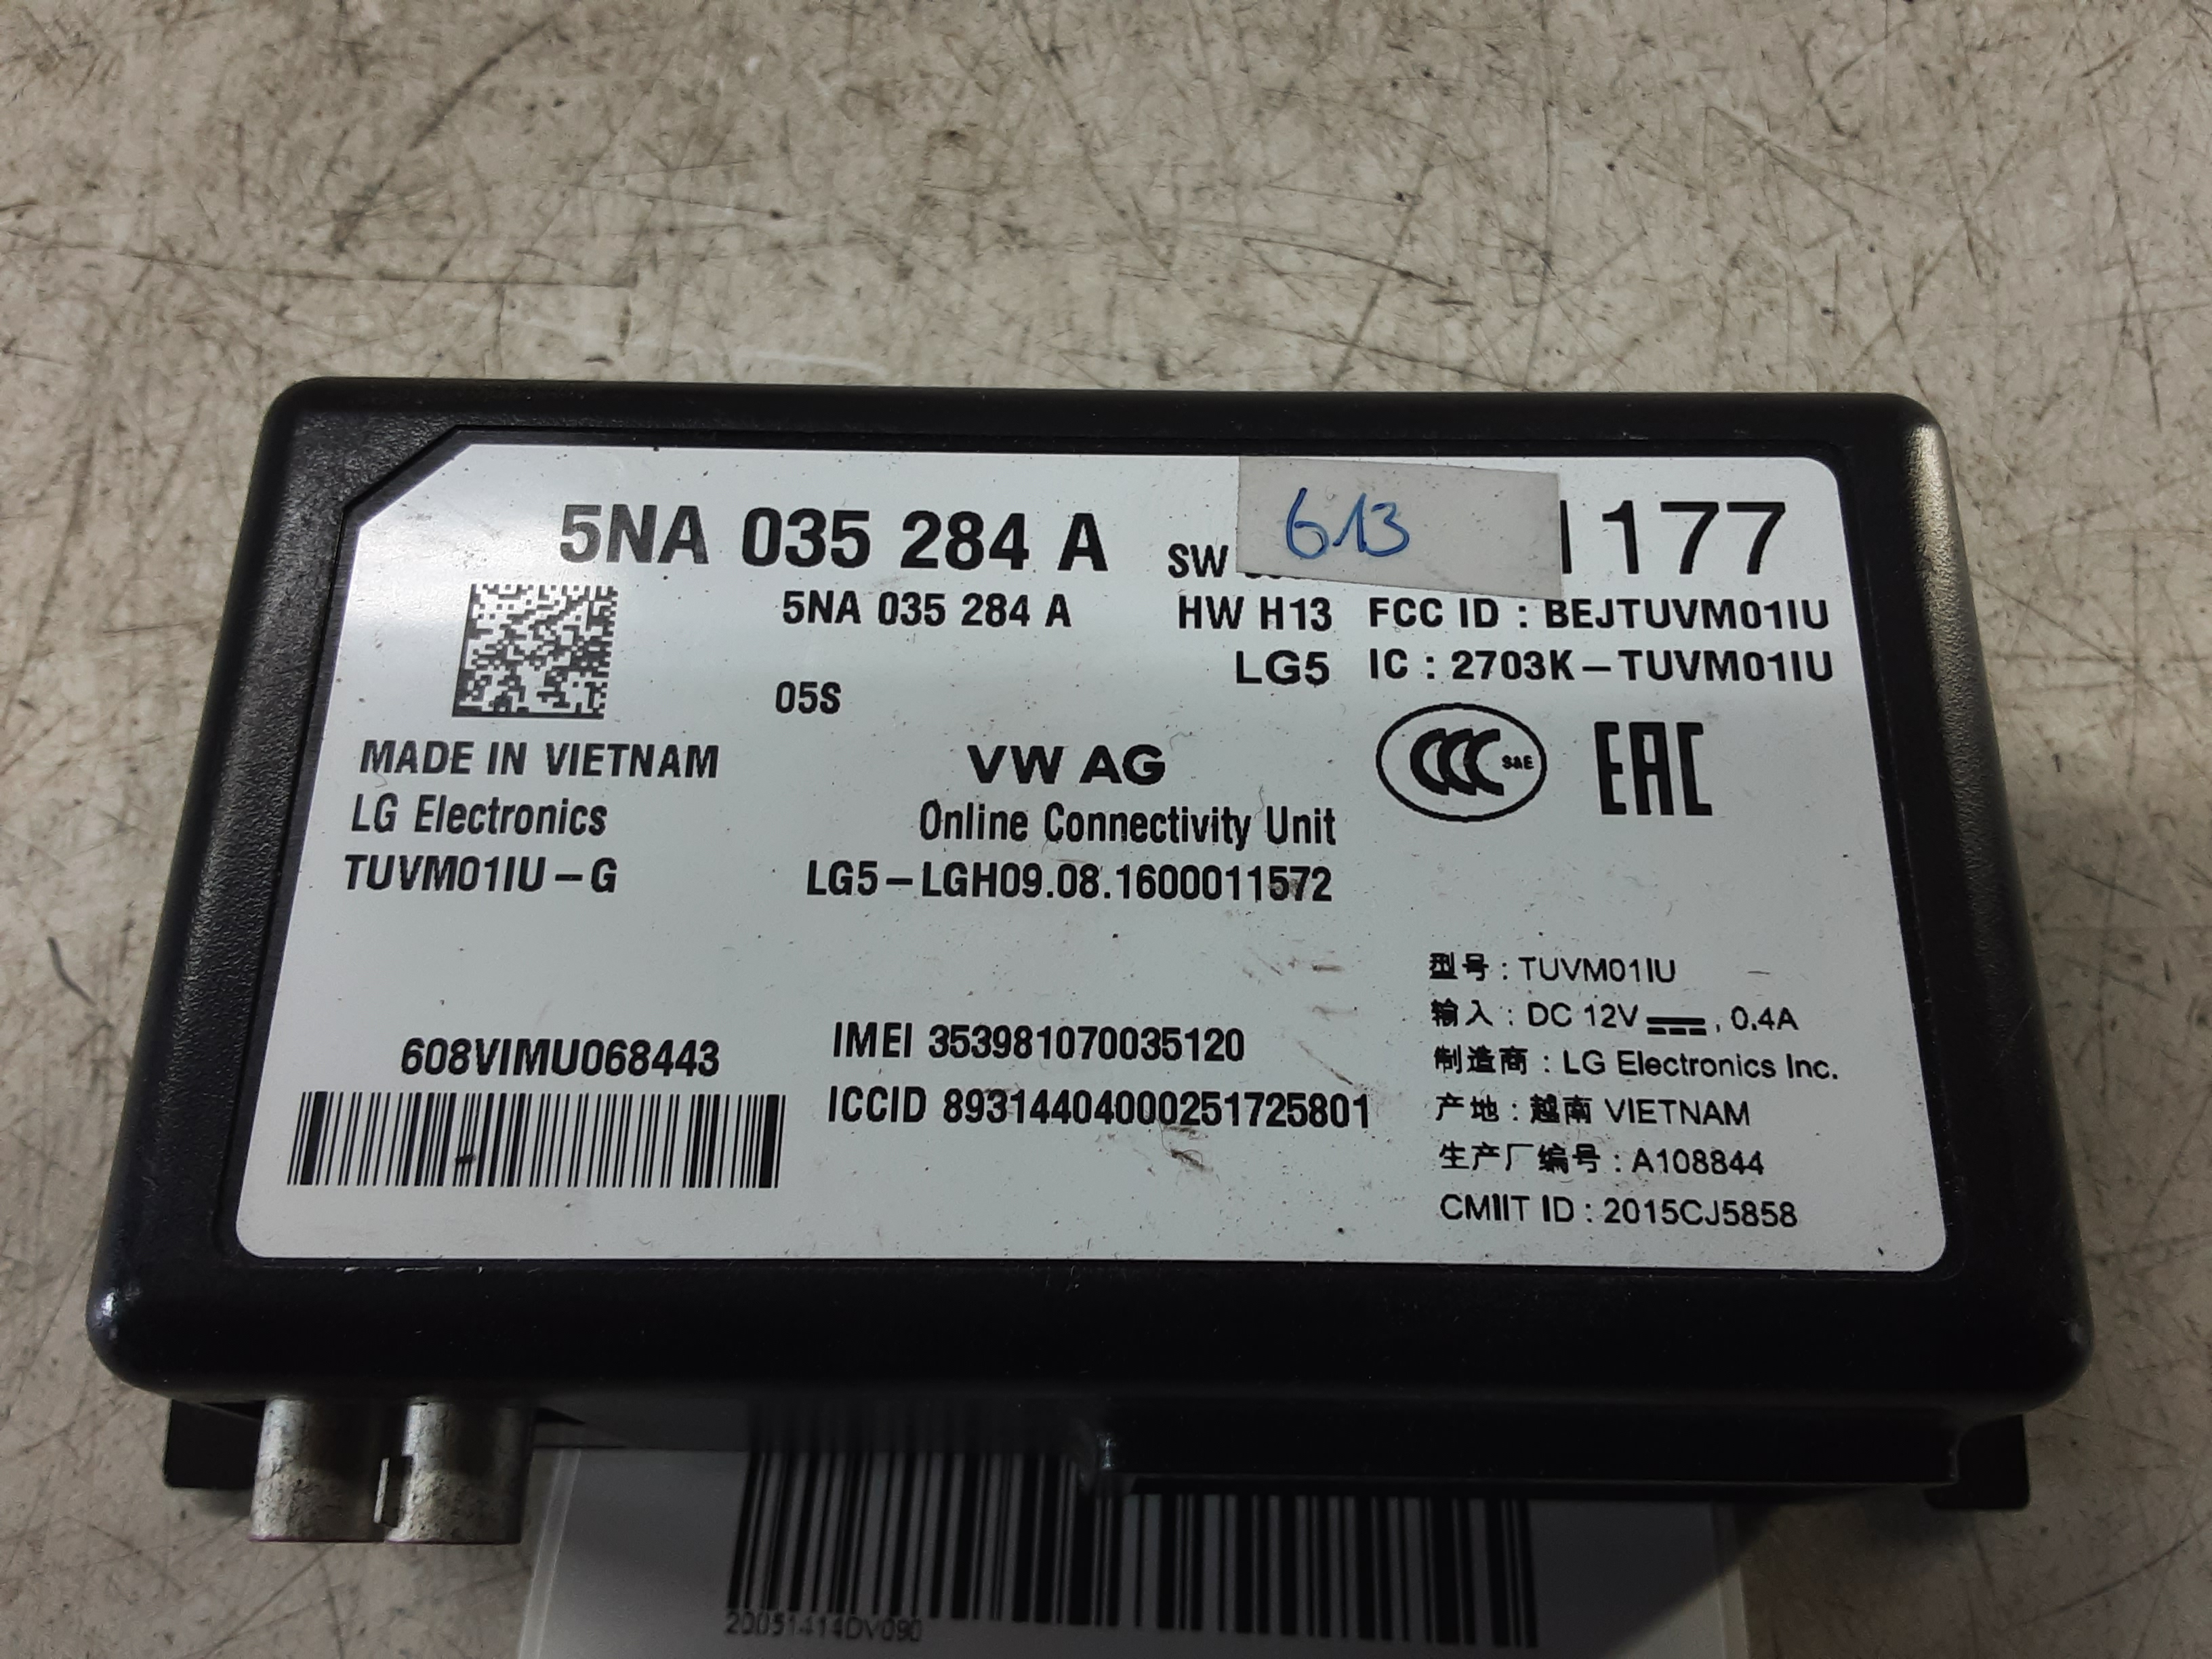 5NA 035 284 A
SW
613
177
5NA 035 284 A
HW H13
FCC ID : BEJTUVM01IU
LG5
IC : 2703K-TUVM01IU
05S
MADE IN VIETNAM
VW AG
CCC S&E
EAC
LG Electronics
Online Connectivity Unit
TUVM01IU-G
LG5-LGH09.08.1600011572
608VIMU068443
IMEI 353981070035120
ICCID 89314404000251725801
型号 : TUVM01IU
输入 : DC 12V , 0.4A
制造商 : LG Electronics Inc.
产地 : 越南 VIETNAM
生产厂编号 : A108844
CMIIT ID : 2015CJ5858
20051414DV090